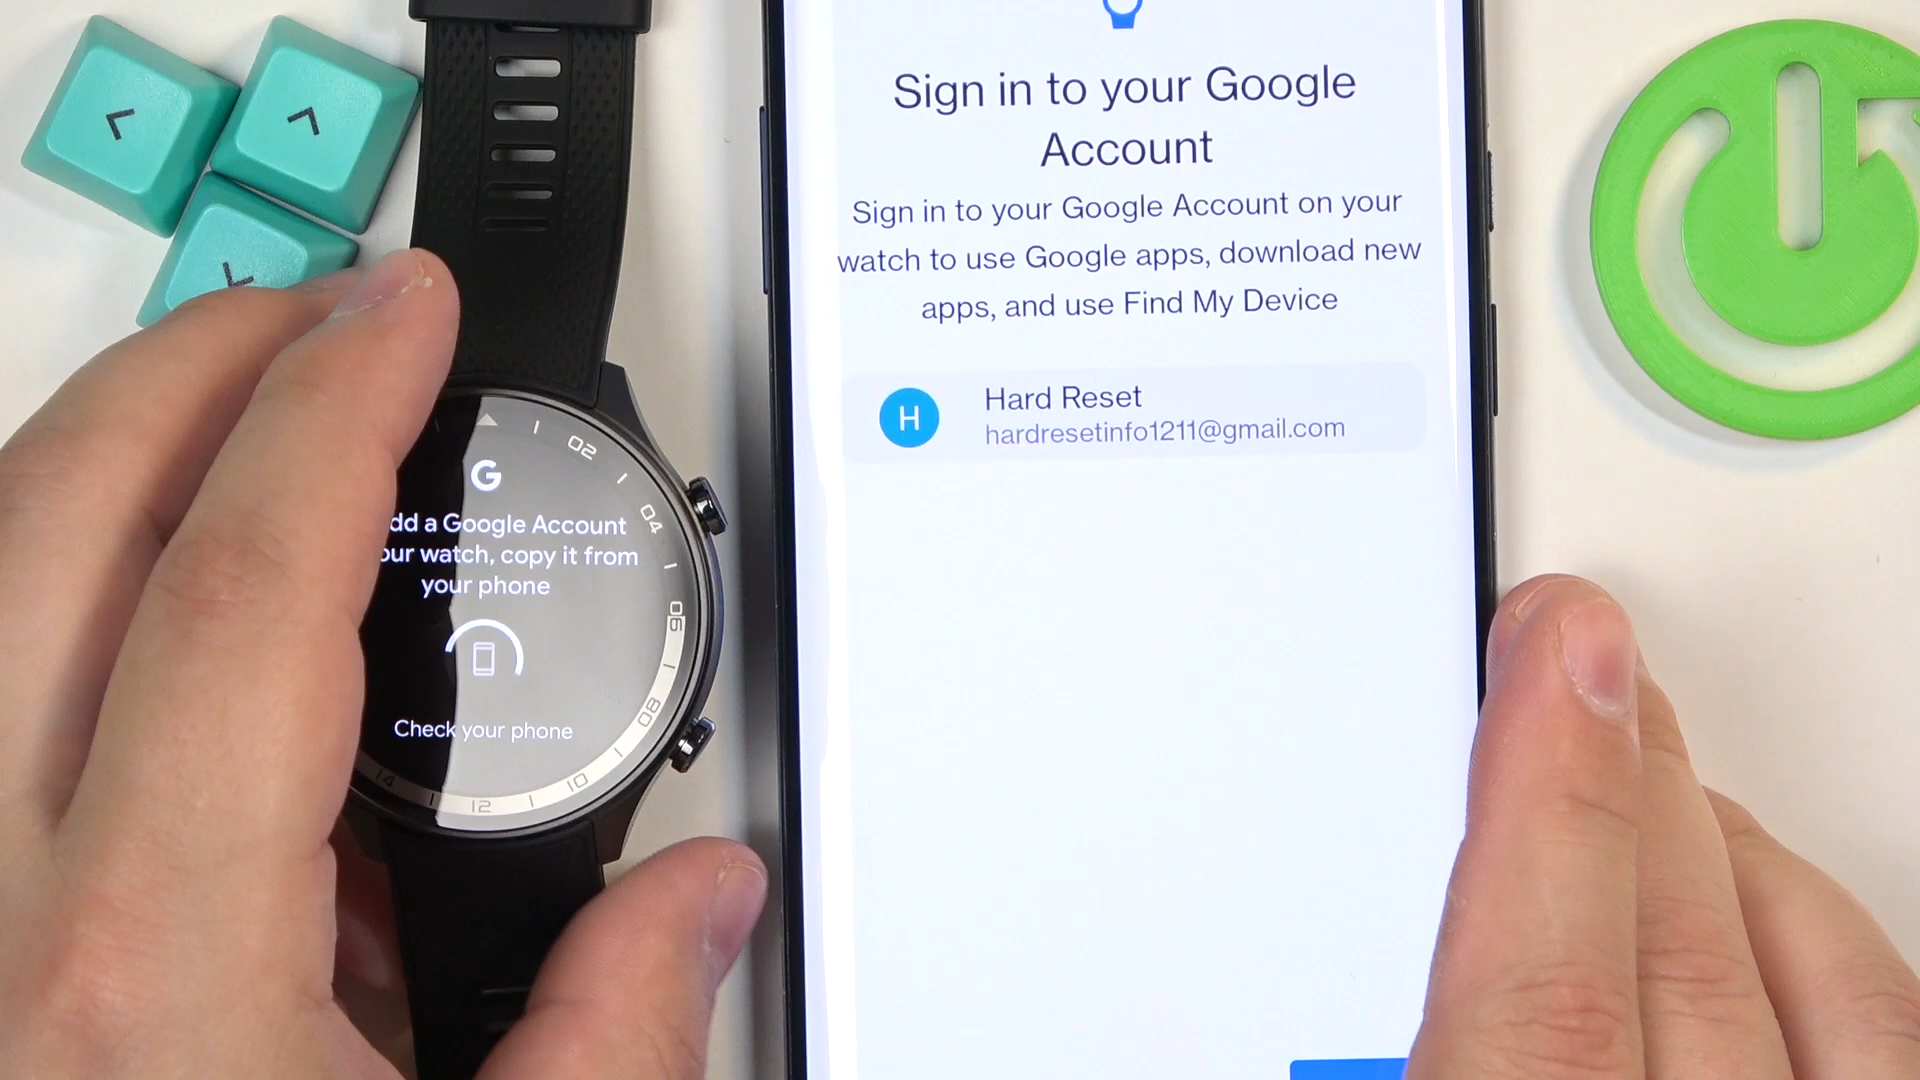 Sign in to your Google
Account
Sign in to your Google Account on your
watch to use Google apps, download new
apps, and use Find My Device
H
Hard Reset
hardresetinfo1211@gmail.com
G
a Google Account
watch, copy it from
your phone
Check your phone
02
04
06
08
10
12
14